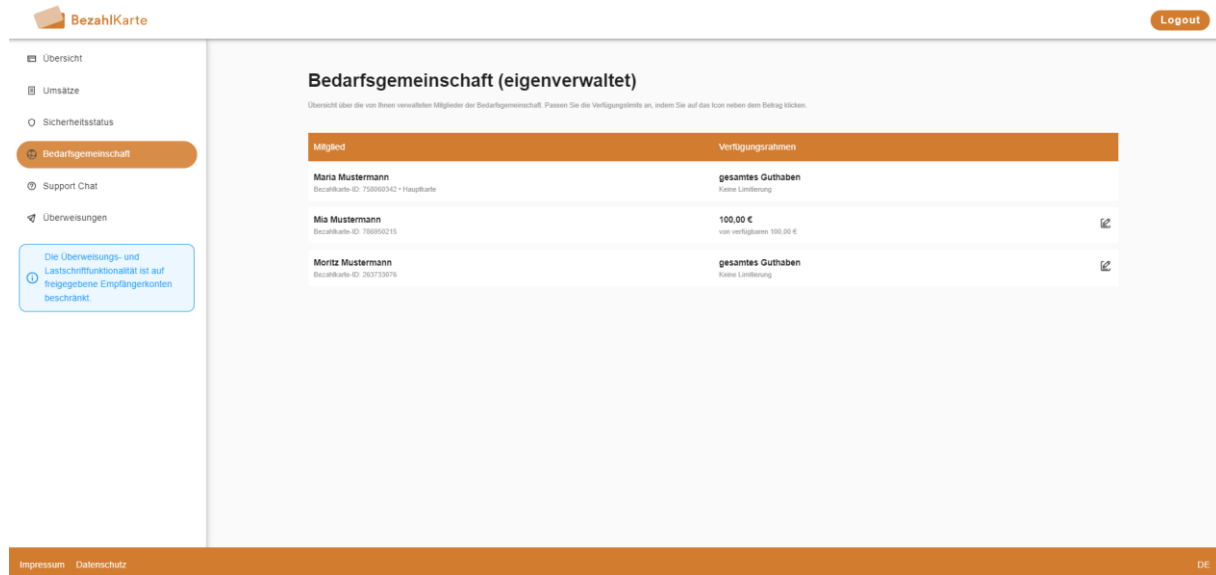 BezahlKarte
Logout
Übersicht
Umsätze
Sicherheitsstatus
Bedarfsgemeinschaft
Support Chat
Überweisungen
Die Überweisungs- und
Lastschriftfunktionalität ist auf
freigegebene Empfängerkonten
beschränkt.
Bedarfsgemeinschaft (eigenverwaltet)
Übersicht über die von Ihnen verwalteten Mitglieder der Bedarfsgemeinschaft. Passen Sie die Verfügungslimits an, indem Sie auf das Icon neben dem Betrag klicken.
Mitglied Verfügungsrahmen
Maria Mustermann gesamtes Guthaben
Bezahlkarte-ID: 758060342 • Hauptkarte Keine Limitierung
Mia Mustermann 100,00 €
Bezahlkarte-ID: 786950215 von verfügbaren 100,00 €
Moritz Mustermann gesamtes Guthaben
Bezahlkarte-ID: 263733076 Keine Limitierung
Impressum Datenschutz DE